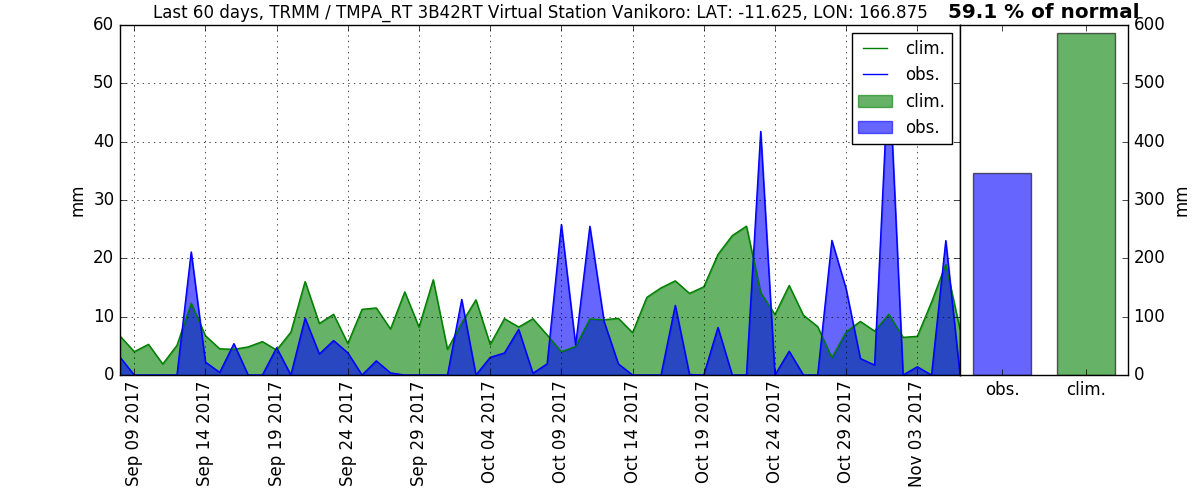 Last 60 days, TRMM / TMPA_RT 3B42RT Virtual Station Vanikoro: LAT: -11.625, LON: 166.875
59.1 % of normal
60
50
40
30
20
10
0
mm
clim.
obs.
clim.
obs.
600
500
400
300
200
100
0
mm
Sep 09 2017
Sep 14 2017
Sep 19 2017
Sep 24 2017
Sep 29 2017
Oct 04 2017
Oct 09 2017
Oct 14 2017
Oct 19 2017
Oct 24 2017
Oct 29 2017
Nov 03 2017
obs.
clim.